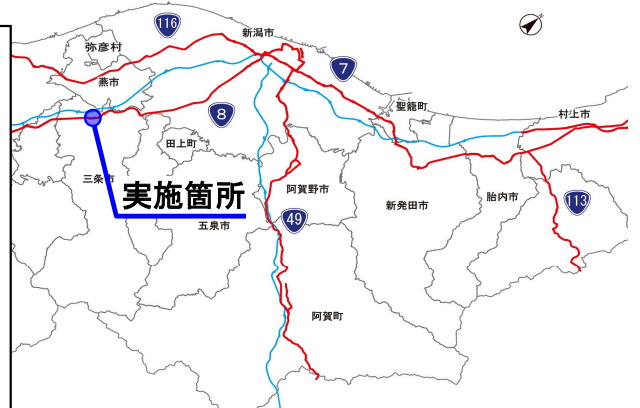 116
新潟市
弥彦村
7
燕市
聖籠町
村上市
8
田上町
三条市
実施箇所
阿賀野市
新発田市
胎内市
113
49
五泉市
阿賀町